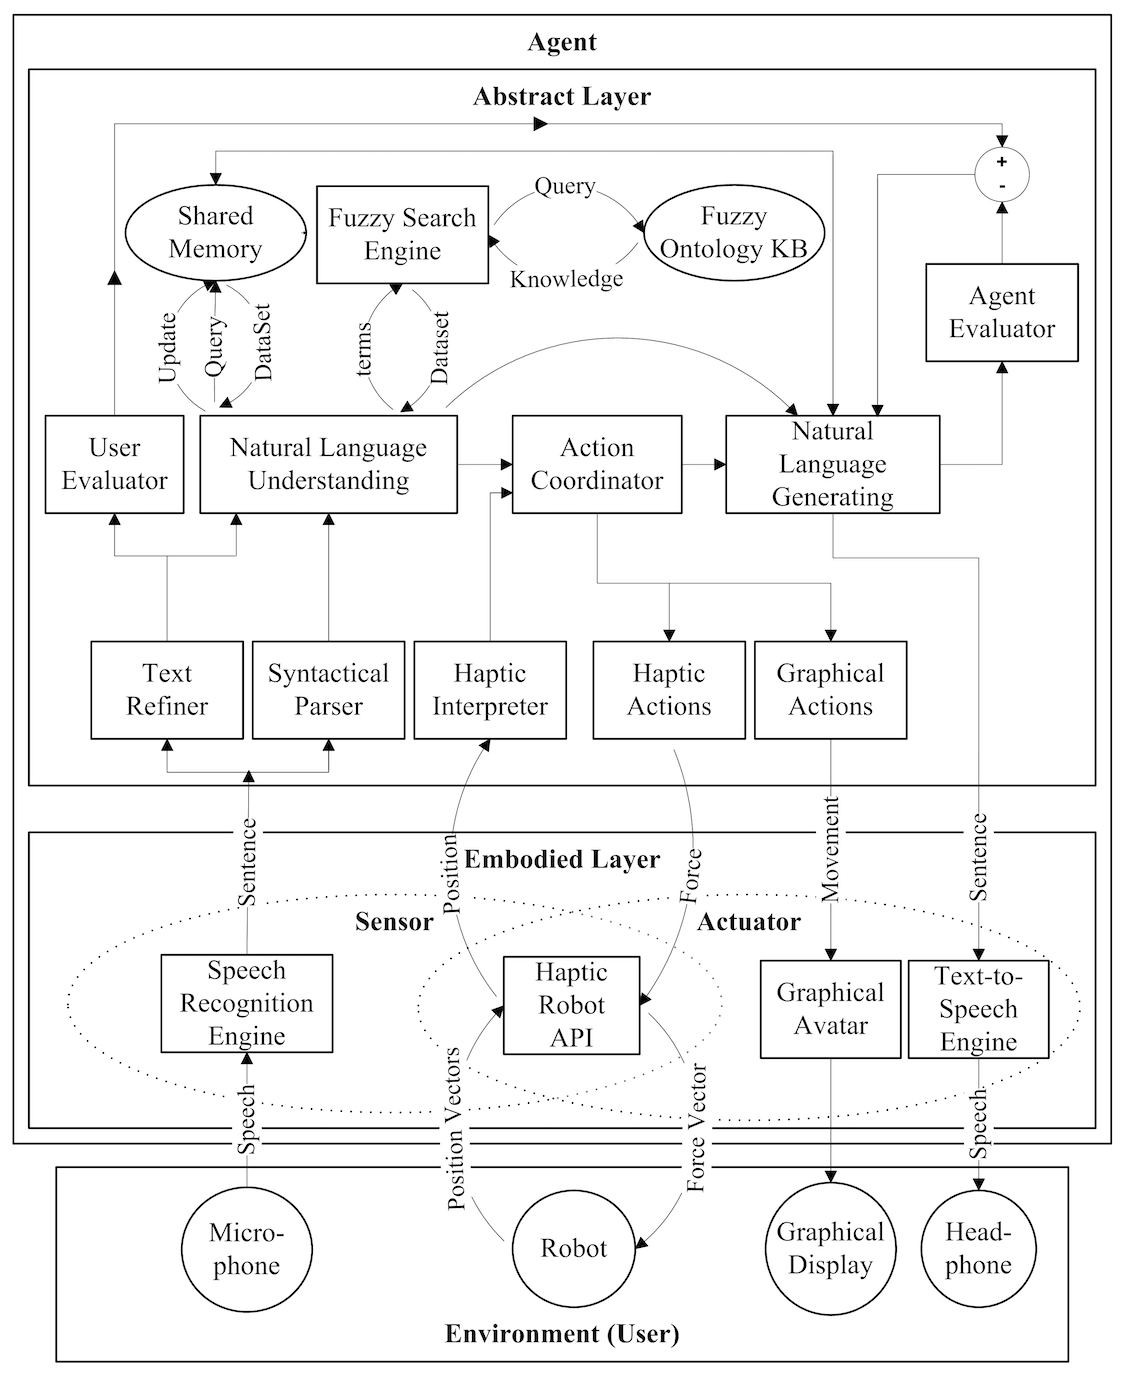 Agent
Abstract Layer
+
-
Shared
Memory
Fuzzy Search
Engine
Query
Knowledge
Fuzzy
Ontology KB
Agent
Evaluator
Update
Query
DataSet
terms
Dataset
User
Evaluator
Natural Language
Understanding
Action
Coordinator
Natural
Language
Generating
Text
Refiner
Syntactical
Parser
Haptic
Interpreter
Haptic
Actions
Graphical
Actions
Sentence
Position
Force
Movement
Sentence
Embodied Layer
Sensor
Actuator
Speech
Recognition
Engine
Haptic
Robot
API
Graphical
Avatar
Text-to-
Speech
Engine
Speech
Position Vectors
Force Vector
Speech
Micro-
phone
Robot
Graphical
Display
Head-
phone
Environment (User)